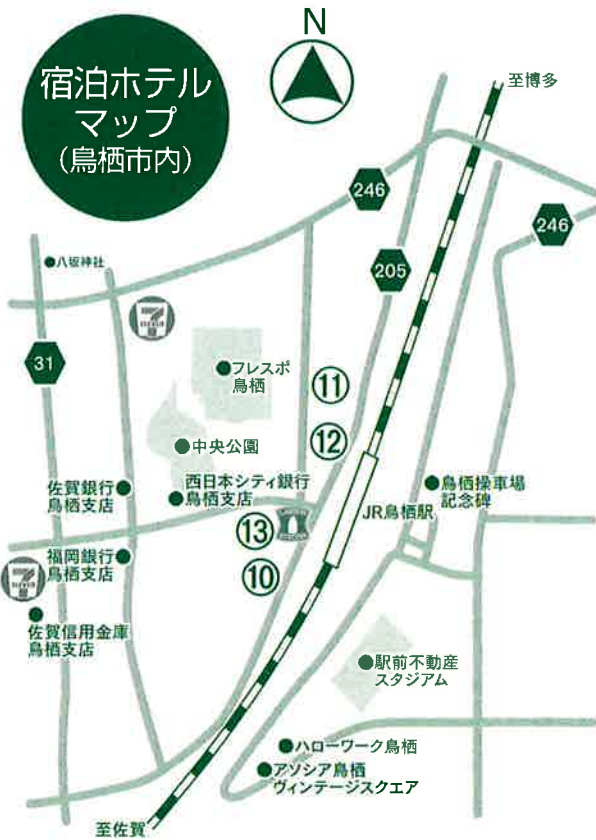 宿泊ホテル
マップ
（鳥栖市内）
N
至博多
246
246
八坂神社
205
7
ELEVEN
31
フレスポ
鳥栖
⑪
中央公園
⑫
西日本シティ銀行
鳥栖支店
佐賀銀行
鳥栖支店
鳥栖操車場
記念碑
JR鳥栖駅
⑬
福岡銀行
鳥栖支店
7
ELEVEN
⑩
佐賀信用金庫
鳥栖支店
駅前不動産
スタジアム
ハローワーク鳥栖
アソシア鳥栖
ヴィンテージスクエア
至佐賀